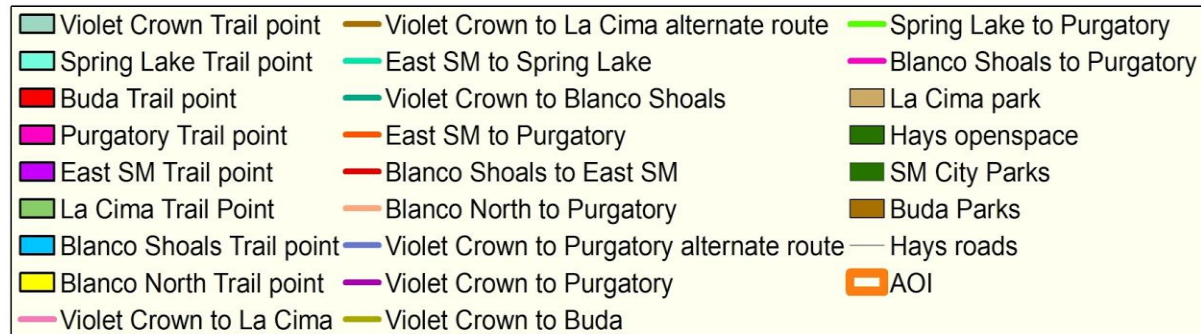 Violet Crown Trail point
Spring Lake Trail point
Buda Trail point
Purgatory Trail point
East SM Trail point
La Cima Trail Point
Blanco Shoals Trail point
Blanco North Trail point
Violet Crown to La Cima
Violet Crown to La Cima alternate route
East SM to Spring Lake
Violet Crown to Blanco Shoals
East SM to Purgatory
Blanco Shoals to East SM
Blanco North to Purgatory
Violet Crown to Purgatory alternate route
Violet Crown to Purgatory
Violet Crown to Buda
Spring Lake to Purgatory
Blanco Shoals to Purgatory
La Cima park
Hays openspace
SM City Parks
Buda Parks
Hays roads
AOI